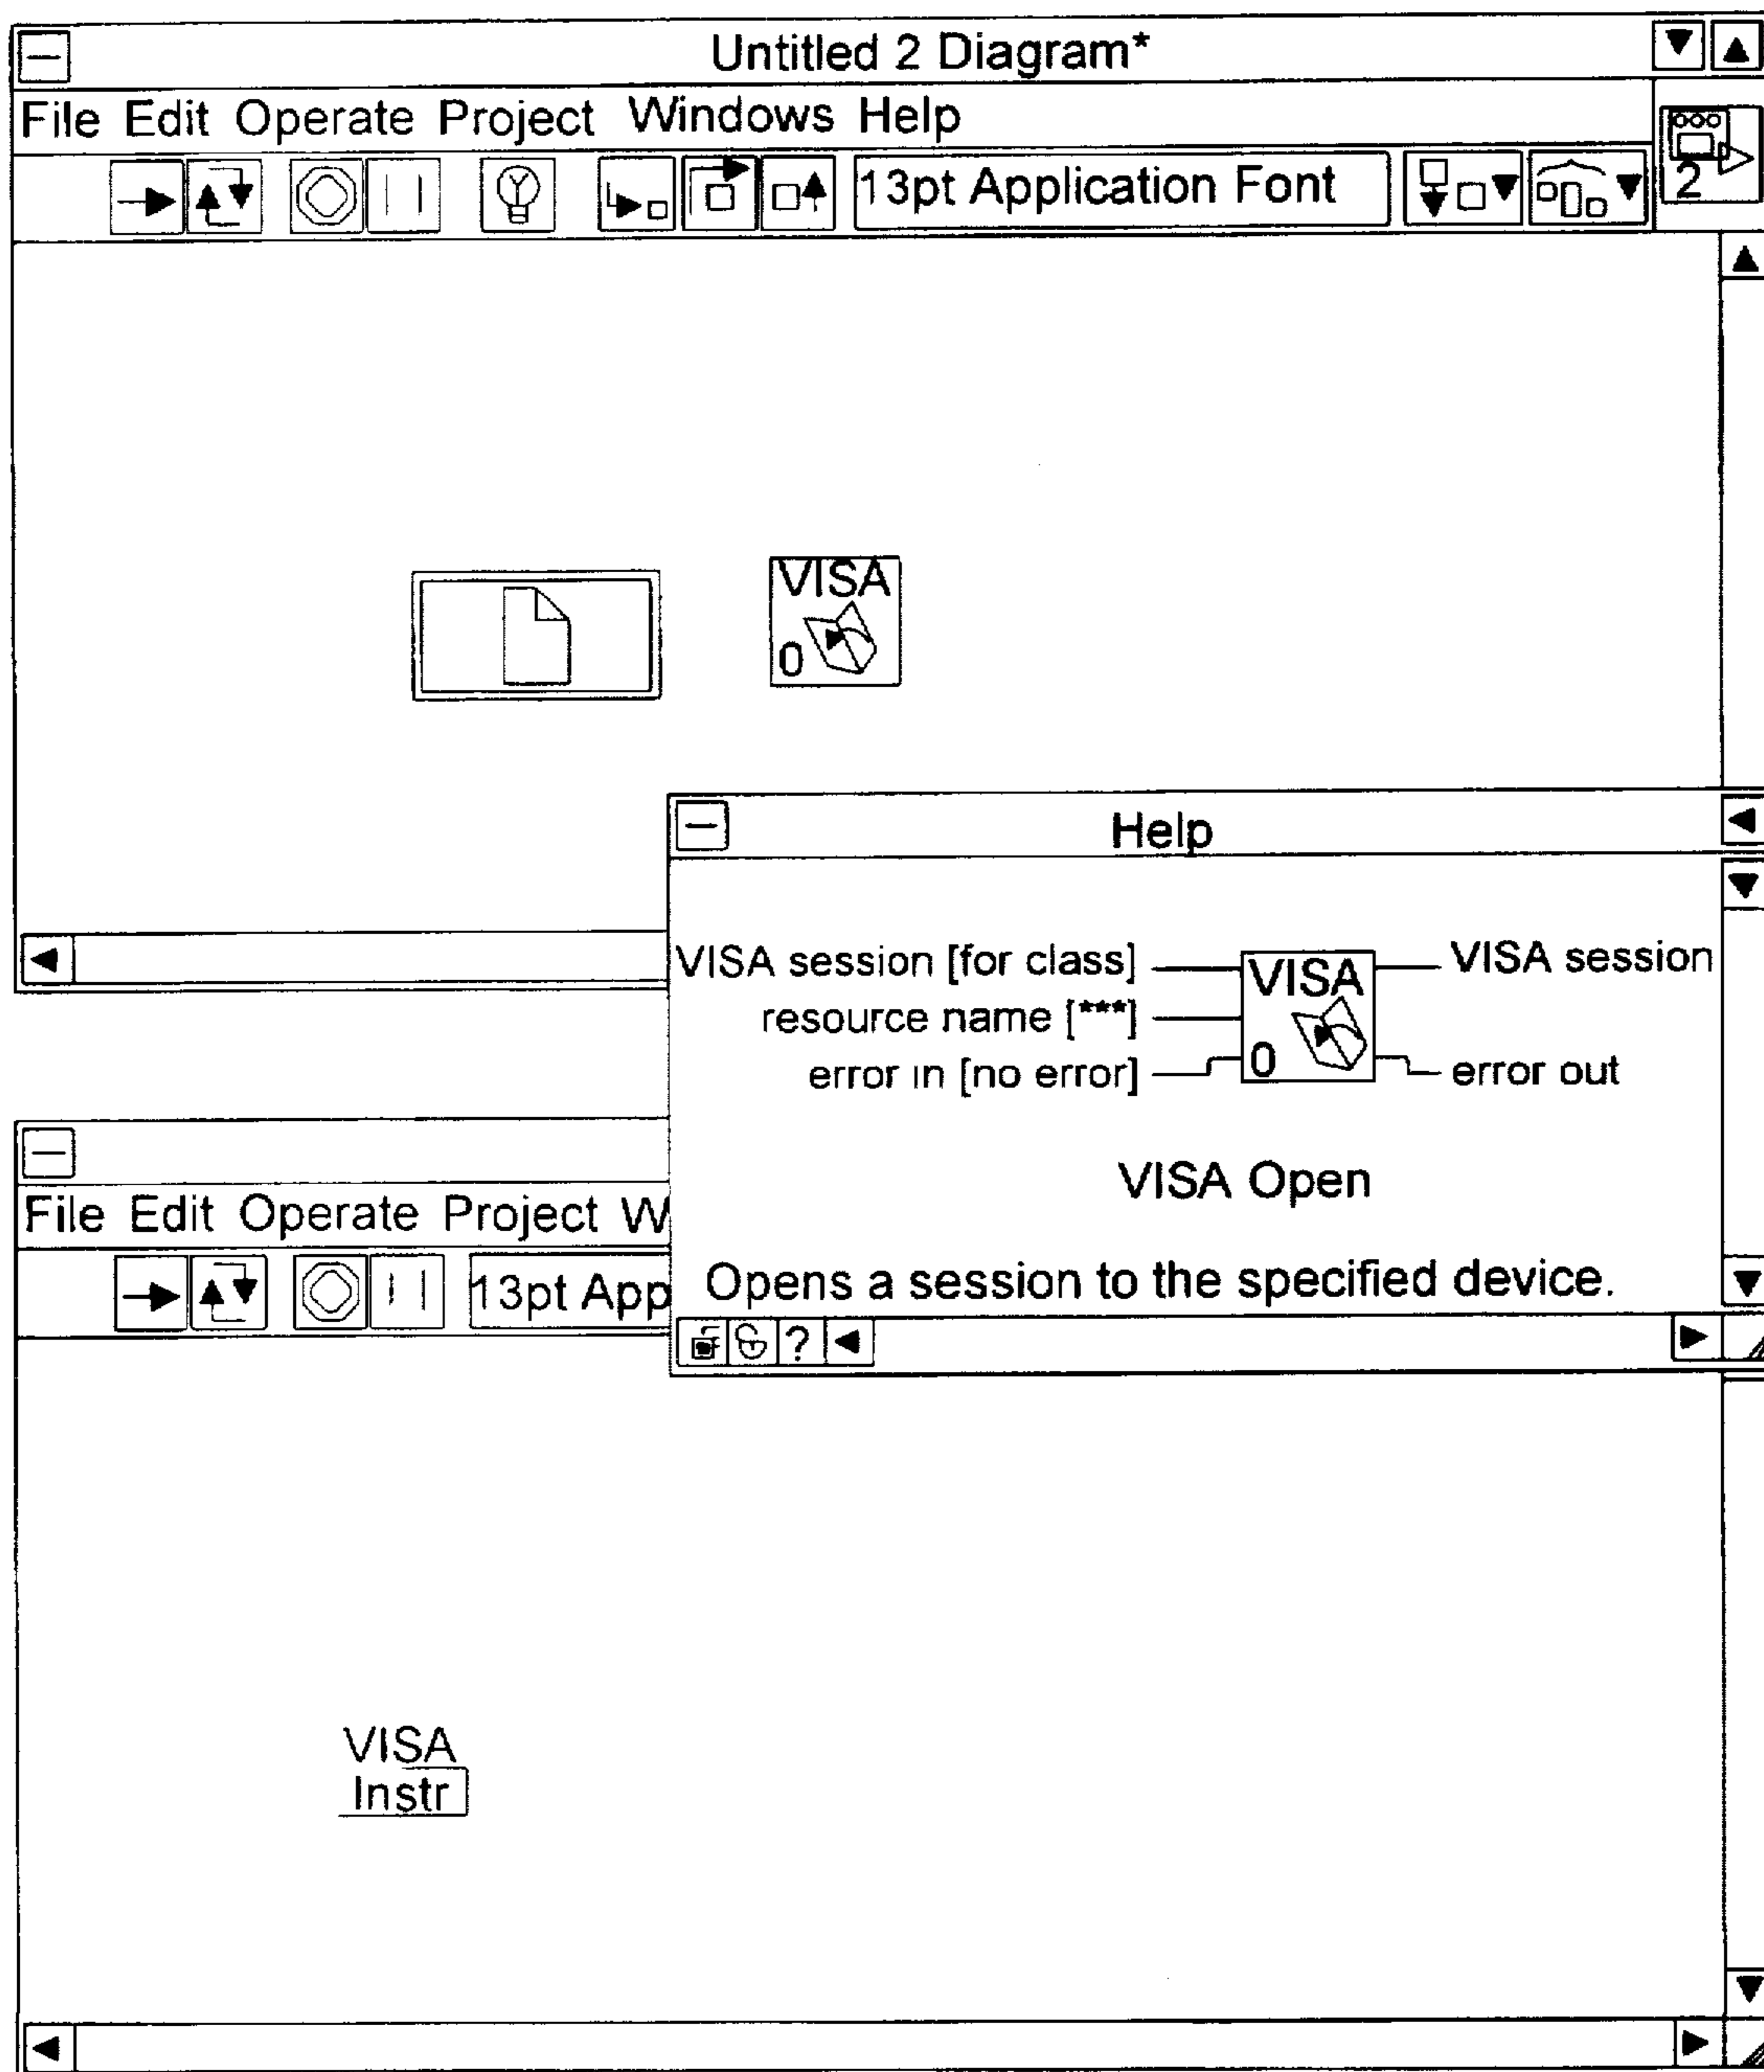 Untitled 2 Diagram*
File Edit Operate Project Windows Help
13pt Application Font
2
VISA
0
Help
VISA session [for class]
VISA
VISA session
resource name [***]
error in [no error]
0
error out
VISA Open
Opens a session to the specified device.
?
File Edit Operate Project W
13pt App
VISA
Instr